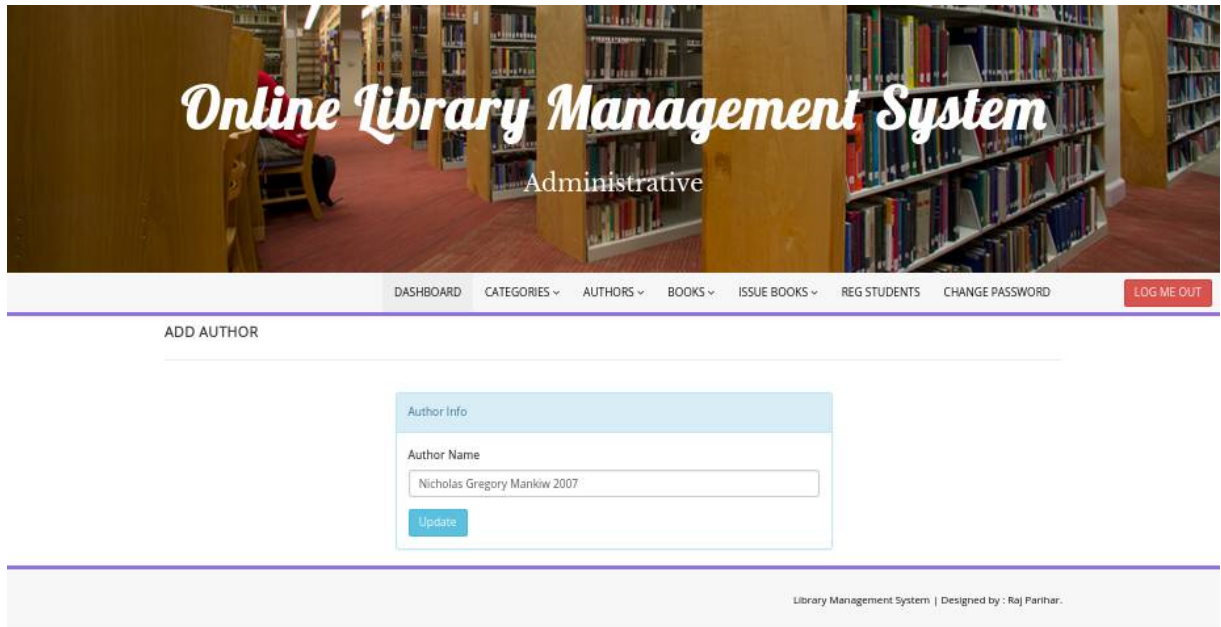 Online Library Management System
Administrative
DASHBOARD CATEGORIES AUTHORS BOOKS ISSUE BOOKS REG STUDENTS CHANGE PASSWORD LOG ME OUT
ADD AUTHOR
Author Info
Author Name
Nicholas Gregory Mankiw 2007
Update
Library Management System | Designed by : Raj Parihar.